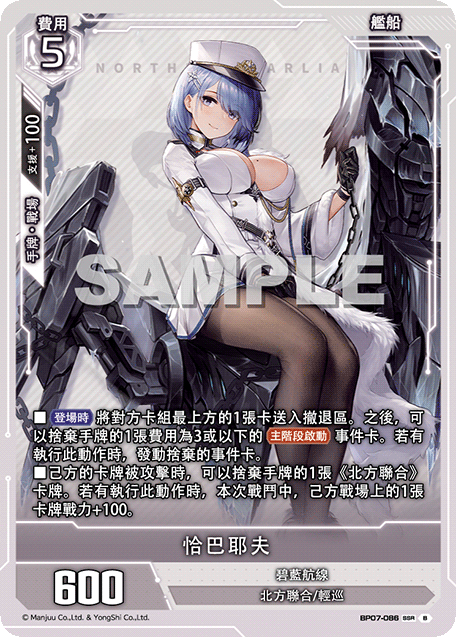 費用
5
艦船
NORTH
ARLIA
支援+100
手牌・戰場
SAMPLE
■ 登場時 將對方卡組最上方的1張卡送入撤退區。之後，可
以捨棄手牌的1張費用為3或以下的 主階段啟動 事件卡。若有
執行此動作時，發動捨棄的事件卡。
■己方的卡牌被攻擊時，可以捨棄手牌的1張《北方聯合》
卡牌。若有執行此動作時，本次戰鬥中，己方戰場上的1張
卡牌戰力+100。
恰巴耶夫
600
碧藍航線
北方聯合/輕巡
© Manjuu Co.,Ltd. & YongShi Co.,Ltd.
BP07-086 SSR B